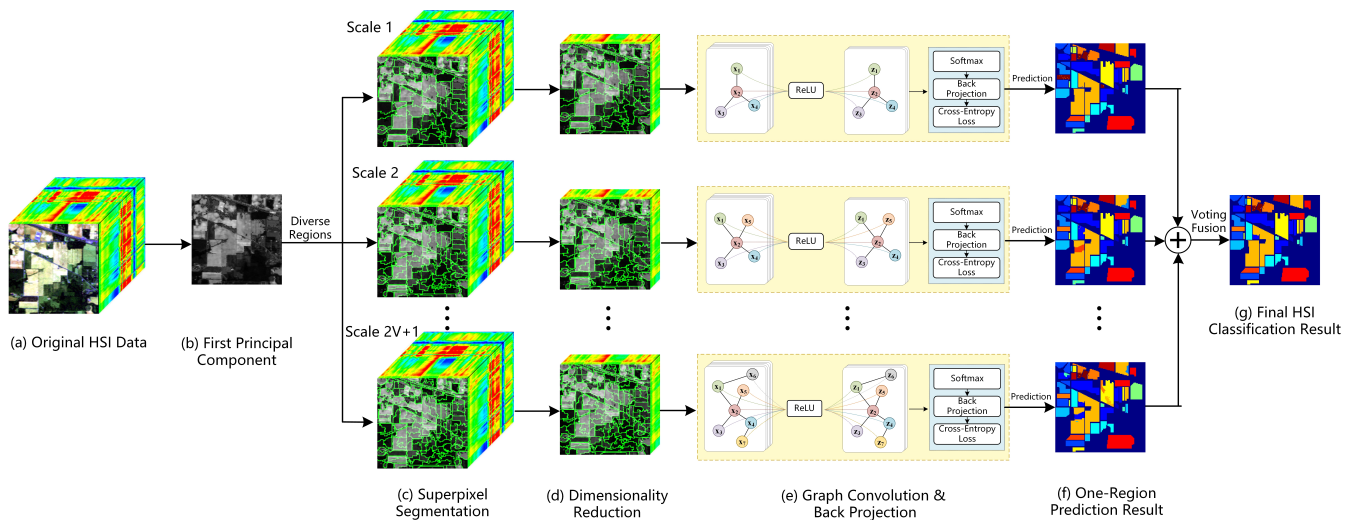 Scale 1
x1
x2
x3
x4
ReLU
z1
z2
z3
z4
Softmax
Back
Projection
Cross-Entropy
Loss
Prediction
Scale 2
x1
x5
x2
x3
x4
ReLU
z1
z5
z2
z3
z4
Softmax
Back
Projection
Cross-Entropy
Loss
Prediction
Diverse
Regions
Voting
Fusion
Scale 2V+1
x6
x1
x5
x2
x3
x4
x7
ReLU
z6
z1
z5
z2
z3
z4
z7
Softmax
Back
Projection
Cross-Entropy
Loss
Prediction
(a) Original HSI Data
(b) First Principal
Component
(c) Superpixel
Segmentation
(d) Dimensionality
Reduction
(e) Graph Convolution &
Back Projection
(f) One-Region
Prediction Result
(g) Final HSI
Classification Result